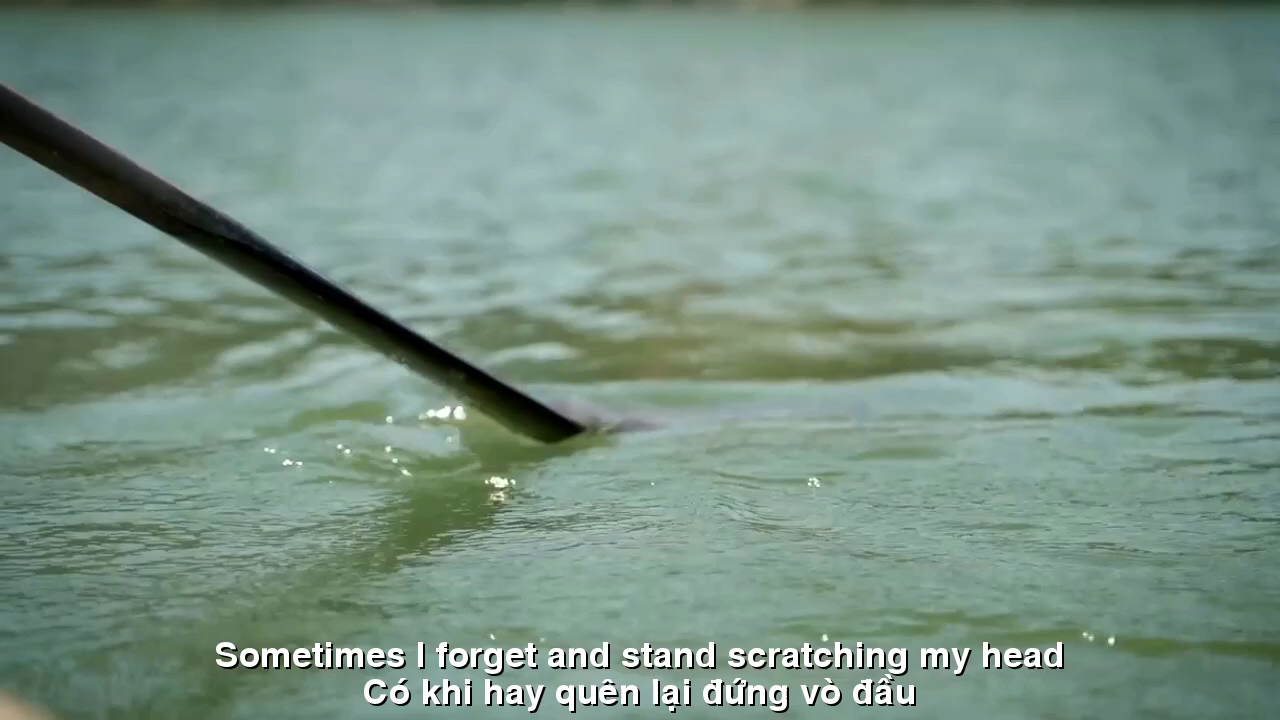 Sometimes I forget and stand scratching my head
Có khi hay quên lại đứng vò đầu